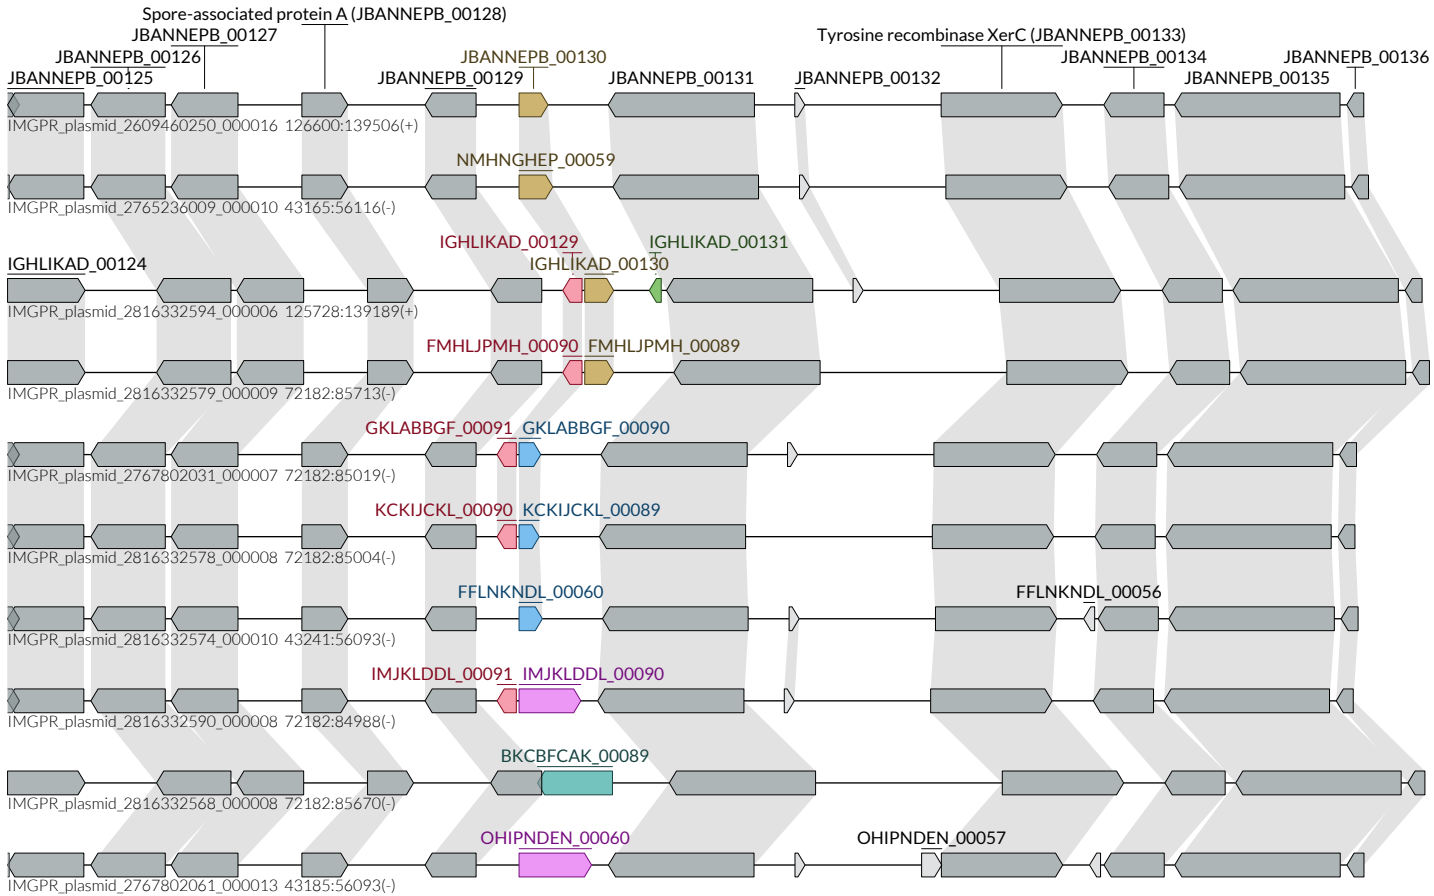 Spore-associated protein A (JBANNEPB_00128)
JBANNEPB_00127
Tyrosine recombinase XerC (JBANNEPB_00133)
JBANNEPB_00126
JBANNEPB_00130
JBANNEPB_00134
JBANNEPB_00136
JBANNEPB_00125
JBANNEPB_00129
JBANNEPB_00131
JBANNEPB_00132
JBANNEPB_00135
IMGPR_plasmid_2609460250_000016 126600:139506(+)
NMHNGHEP_00059
IMGPR_plasmid_2765236009_000010 43165:56116(-)
IGHLIKAD_00129
IGHLIKAD_00131
IGHLIKAD_00124
IGHLIKAD_00130
IMGPR_plasmid_2816332594_000006 125728:139189(+)
FMHLJPMH_00090
FMHLJPMH_00089
IMGPR_plasmid_2816332579_000009 72182:85713(-)
GKLABBGF_00091
GKLABBGF_00090
IMGPR_plasmid_2767802031_000007 72182:85019(-)
KCKIJCKL_00090
KCKIJCKL_00089
IMGPR_plasmid_2816332578_000008 72182:85004(-)
FFLNKNDL_00060
FFLNKNDL_00056
IMGPR_plasmid_2816332574_000010 43241:56093(-)
IMJKLDDL_00091
IMJKLDDL_00090
IMGPR_plasmid_2816332590_000008 72182:84988(-)
BKCBFCAK_00089
IMGPR_plasmid_2816332568_000008 72182:85670(-)
OHIPNDEN_00060
OHIPNDEN_00057
IMGPR_plasmid_2767802061_000013 43185:56093(-)